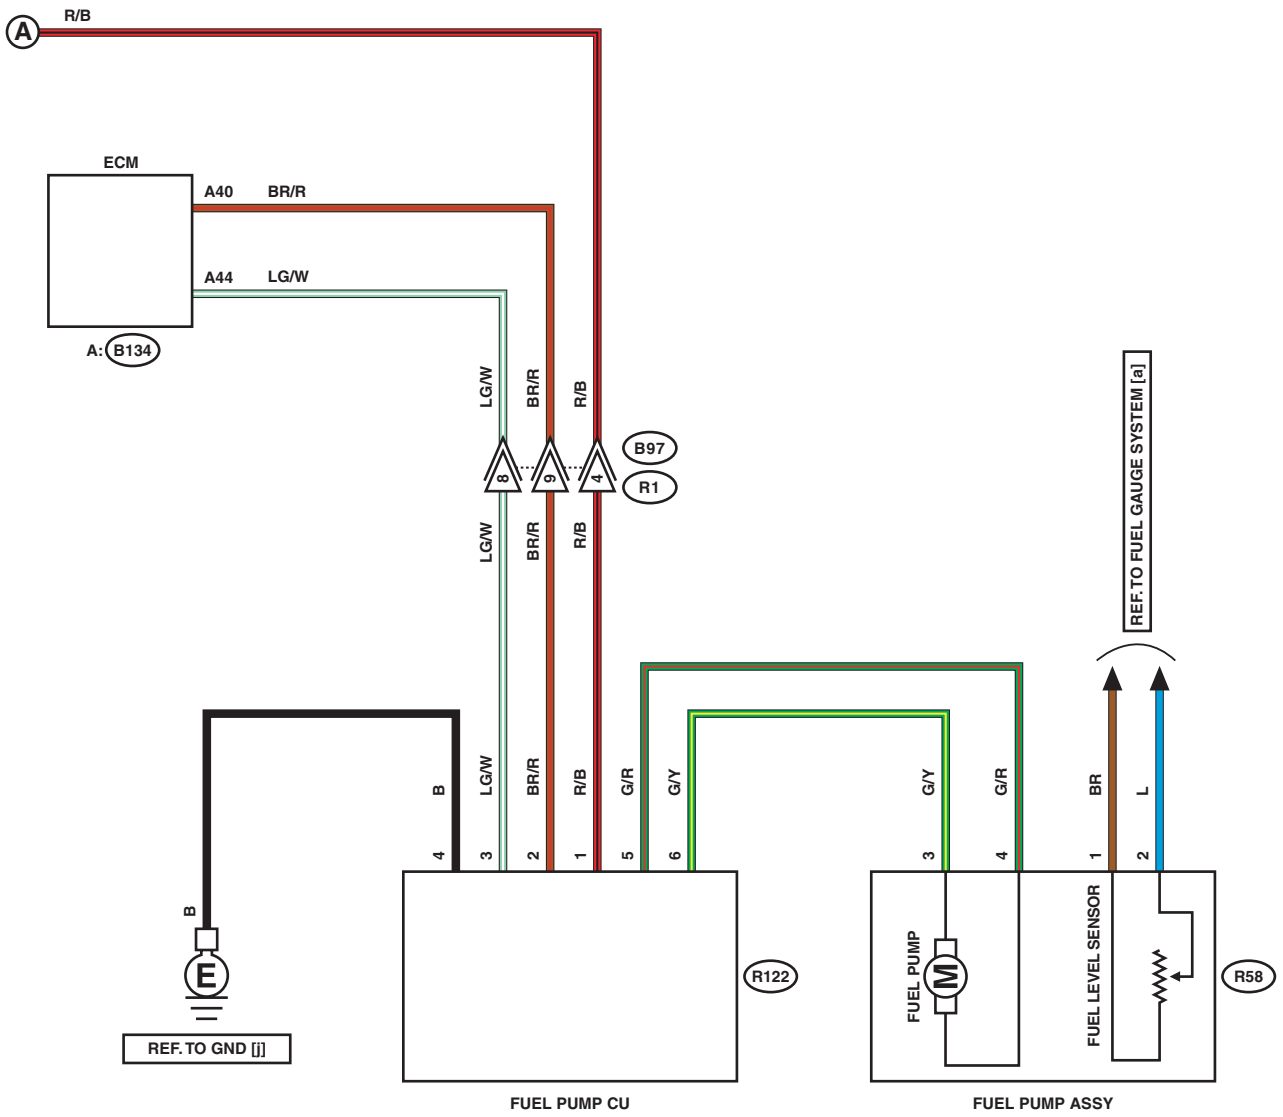 A
R/B
ECM
A40 BR/R
A44 LG/W
A: B134
LG/W
BR/R
R/B
8
9
4
B97
R1
LG/W
BR/R
R/B
REF. TO FUEL GAUGE SYSTEM [a]
B
LG/W
BR/R
R/B
G/R
G/Y
G/Y
G/R
BR
L
4
3
2
1
5
6
3
4
1
2
B
E
REF. TO GND [j]
R122
FUEL PUMP
M
FUEL LEVEL SENSOR
R58
FUEL PUMP CU
FUEL PUMP ASSY